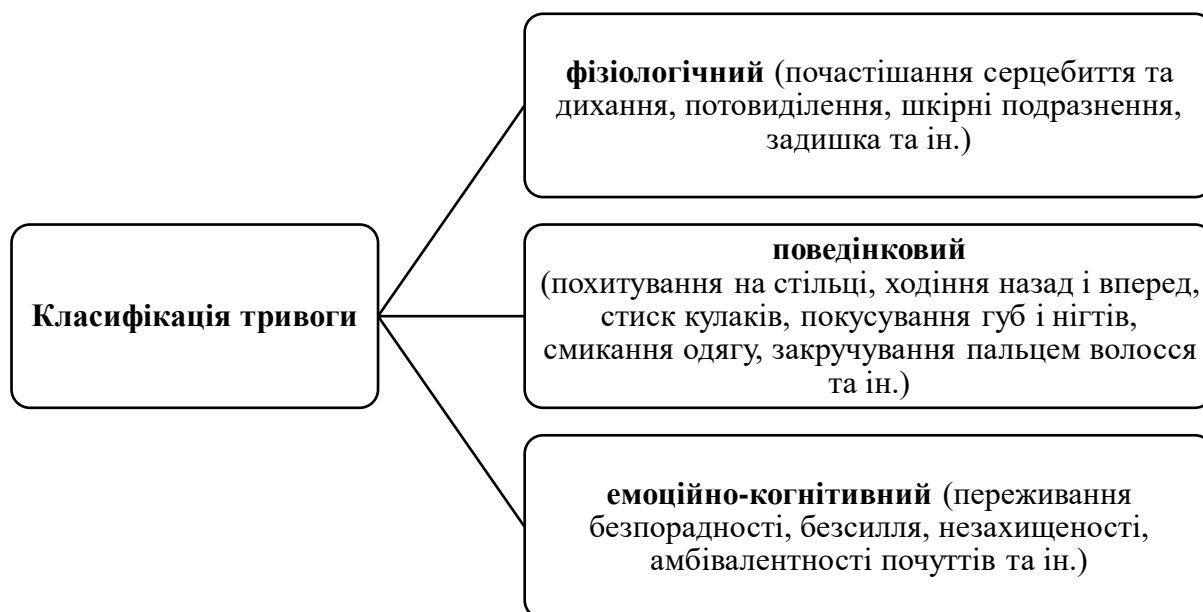 Класифікація тривоги
фізіологічний (почастішання серцебиття та
дихання, потовиділення, шкірні подразнення,
задишка та ін.)
поведінковий
(похитування на стільці, ходіння назад і вперед,
стиск кулаків, покусування губ і нігтів,
смикання одягу, закручування пальцем волосся
та ін.)
емоційно-когнітивний (переживання
безпорадності, безсилля, незахищеності,
амбівалентності почуттів та ін.)